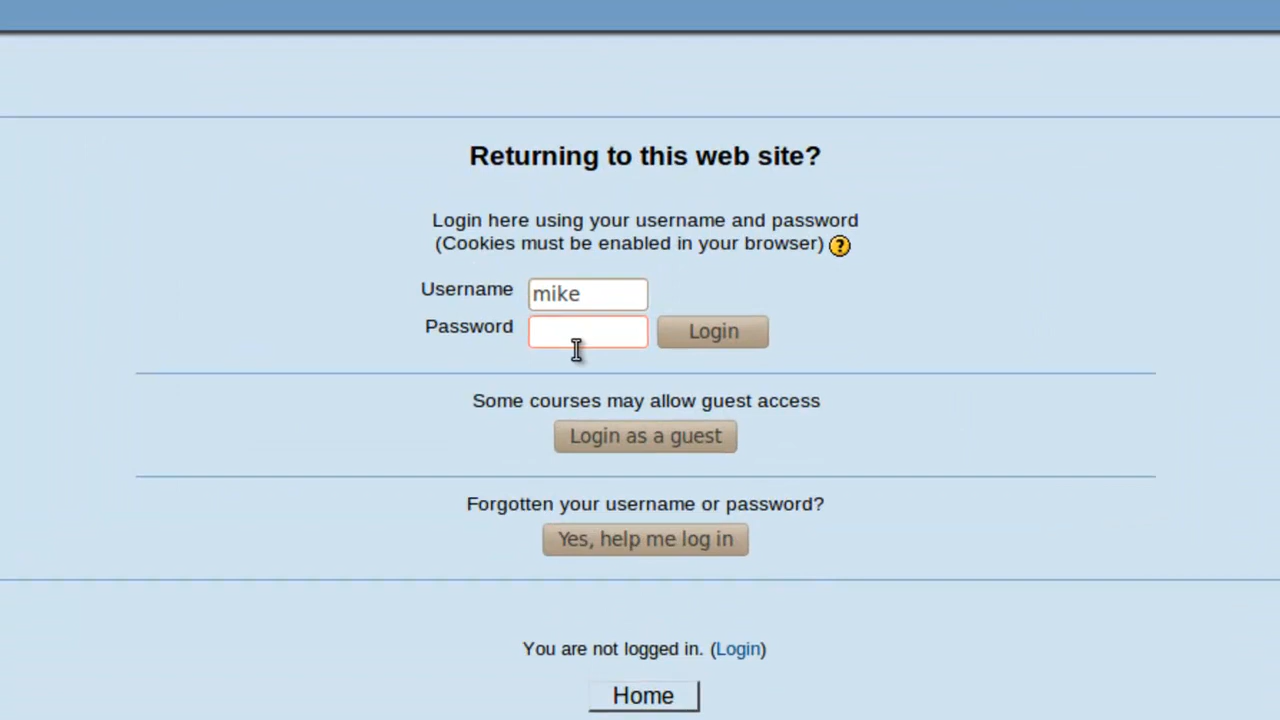 Returning to this web site?
Login here using your username and password
(Cookies must be enabled in your browser) ?
Username mike
Password Login
Some courses may allow guest access
Login as a guest
Forgotten your username or password?
Yes, help me log in
You are not logged in. (Login)
Home